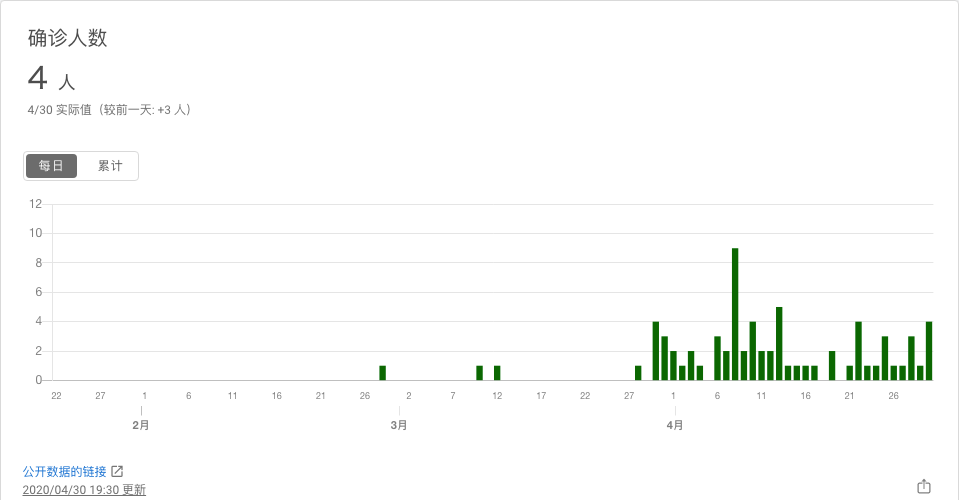 确诊人数
4 人
4/30 实际值（较前一天: +3 人）
每日 累计
12
10
8
6
4
2
0
22 27 1 6 11 16 21 26 2 7 12 17 22 27 1 6 11 16 21 26
2月 3月 4月
公开数据的链接
2020/04/30 19:30 更新